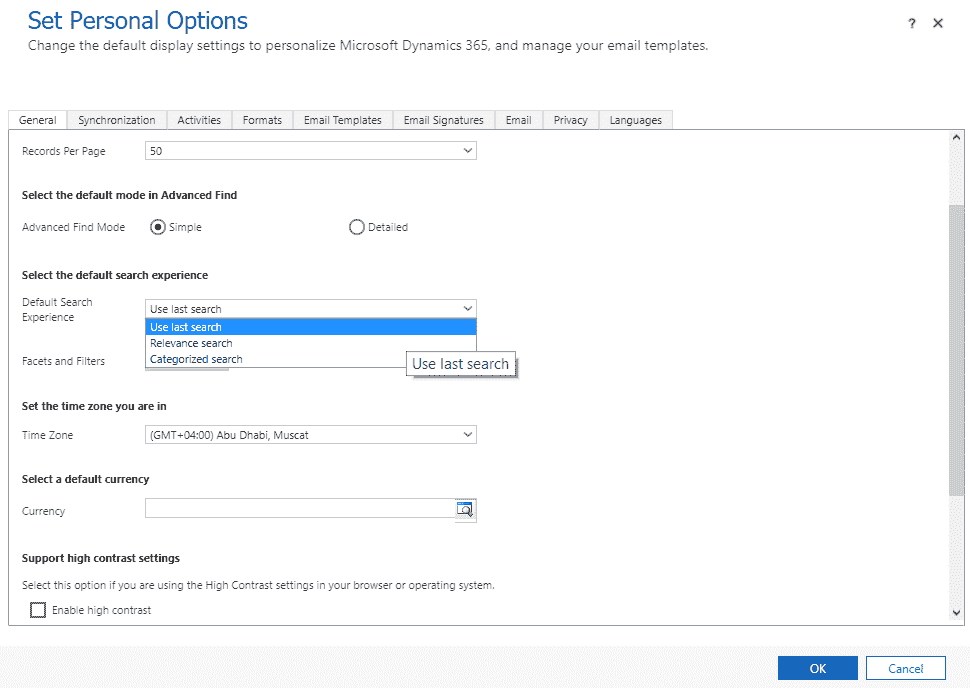 Set Personal Options
?
Change the default display settings to personalize Microsoft Dynamics 365, and manage your email templates.
General Synchronization Activities Formats Email Templates Email Signatures Email Privacy Languages
Records Per Page 50
Select the default mode in Advanced Find
Advanced Find Mode Simple Detailed
Select the default search experience
Default Search
Experience
Use last search
Use last search
Relevance search
Categorized search
Use last search
Facets and Filters
Set the time zone you are in
Time Zone (GMT+04:00) Abu Dhabi, Muscat
Select a default currency
Currency
Support high contrast settings
Select this option if you are using the High Contrast settings in your browser or operating system.
Enable high contrast
OK Cancel